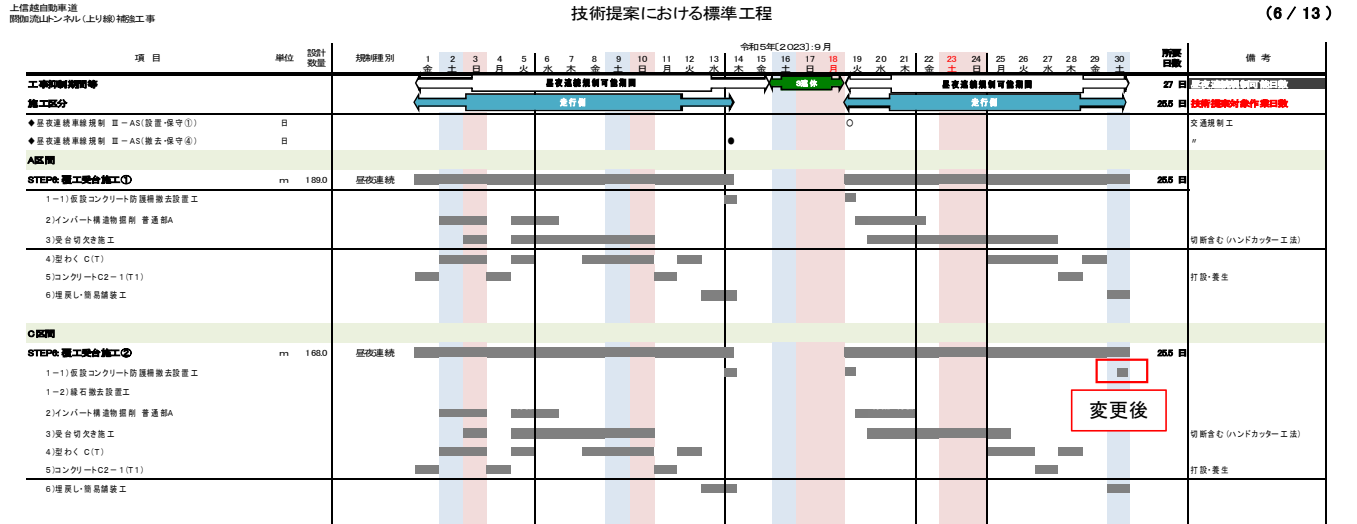 上信越自動車道
閼伽流山トンネル(上り線)補強工事
技術提案における標準工程
(6 / 13 )
令和5年〔2023〕:9月
項 目 単位 設計数量 規制種別 1 2 3 4 5 6 7 8 9 10 11 12 13 14 15 16 17 18 19 20 21 22 23 24 25 26 27 28 29 30 所要日数 備 考
金 土 日 月 火 水 木 金 土 日 月 火 水 木 金 土 日 月 火 水 木 金 土 日 月 火 水 木 金 土
工事抑制期間等 昼夜連続規制可能期間 3連休 昼夜連続規制可能期間 27 日 昼夜連続規制可能日数
施工区分 走行側 走行側 25.5 日 技術提案対象作業日数
◆昼夜連続車線規制 Ⅲ-AS(設置・保守①) 日 ○ 交通規制工
◆昼夜連続車線規制 Ⅲ-AS(撤去・保守④) 日 ● 〃
A区間
STEP6: 覆工受台施工① m 189.0 昼夜連続 25.5 日
1-1)仮設コンクリート防護柵撤去設置工
2)インバート構造物掘削 普通部A
3)受台切欠き施工 切断含む(ハンドカッター工法)
4)型わく C(T)
5)コンクリートC2-1(T1) 打設・養生
6)埋戻し・簡易舗装工
C区間
STEP6: 覆工受台施工② m 168.0 昼夜連続 25.5 日
1-1)仮設コンクリート防護柵撤去設置工
1-2)縁石撤去設置工
変更後
2)インバート構造物掘削 普通部A
3)受台切欠き施工 切断含む(ハンドカッター工法)
4)型わく C(T)
5)コンクリートC2-1(T1) 打設・養生
6)埋戻し・簡易舗装工